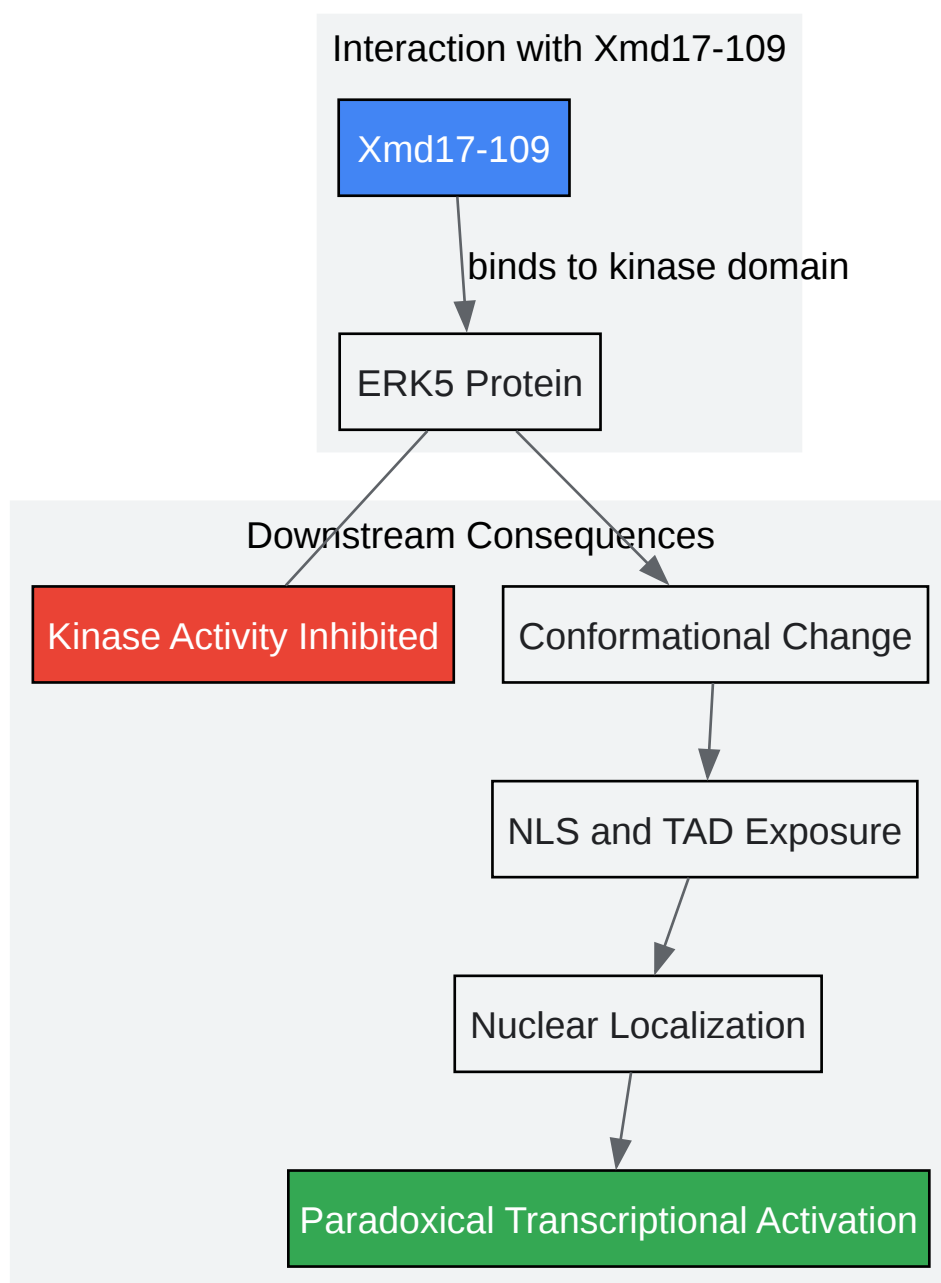 Interaction with Xmd17-109
Xmd17-109
binds to kinase domain
ERK5 Protein
Downstream Consequences
Kinase Activity Inhibited
Conformational Change
NLS and TAD Exposure
Nuclear Localization
Paradoxical Transcriptional Activation